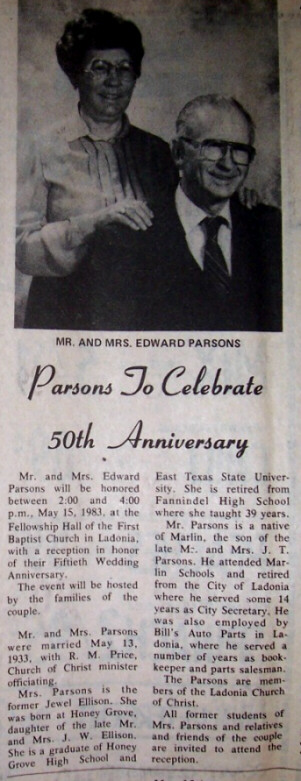 MR. AND MRS. EDWARD PARSONS
Parsons To Celebrate
50th Anniversary
Mr. and Mrs. Edward
Parsons will be honored
between 2:00 and 4:00
p.m., May 15, 1983, at the
Fellowship Hall of the First
Baptist Church in Ladonia,
with a reception in honor
of their Fiftieth Wedding
Anniversary.
The event will be hosted
by the families of the
couple.
Mr. and Mrs. Parsons
were married May 13,
1933, with R. M. Price,
Church of Christ minister
officiating.
Mrs. Parsons is the
former Jewel Ellison. She
was born at Honey Grove,
daughter of the late Mr.
and Mrs. J. W. Ellison.
She is a graduate of Honey
Grove High School and
East Texas State Univer-
sity. She is retired from
Fannindel High School
where she taught 39 years.
Mr. Parsons is a native
of Marlin, the son of the
late Mr. and Mrs. J. T.
Parsons. He attended Mar-
lin Schools and retired
from the City of Ladonia
where he served some 14
years as City Secretary. He
was also employed by
Bill's Auto Parts in La-
donia, where he served a
number of years as book-
keeper and parts salesman.
The Parsons are mem-
bers of the Ladonia Church
of Christ.
All former students of
Mrs. Parsons and relatives
and friends of the couple
are invited to attend the
reception.